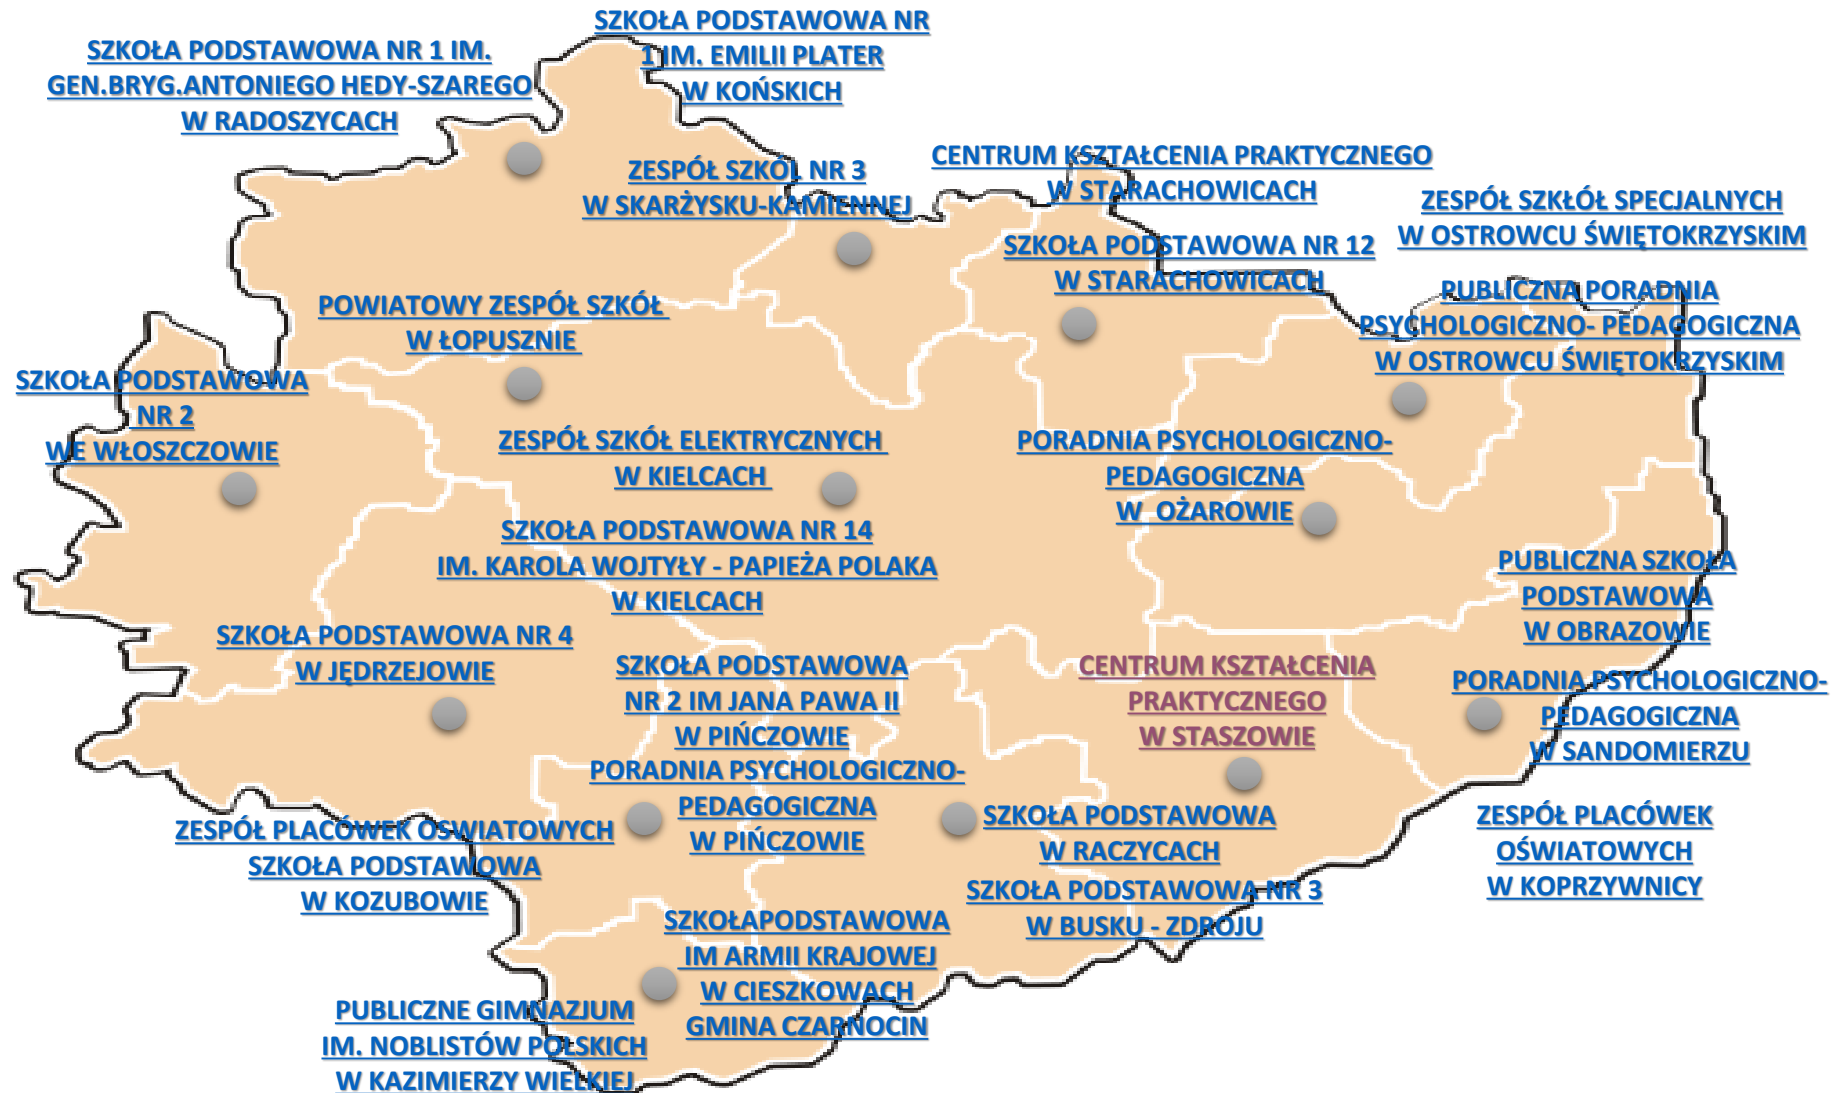 SZKOŁA PODSTAWOWA NR 1 IM.
GEN.BRYG.ANTONIEGO HEDY-SZAREGO
W RADOSZYCACH
SZKOŁA PODSTAWOWA NR
1 IM. EMILII PLATER
W KOŃSKICH
ZESPÓŁ SZKÓŁ NR 3
W SKARŻYSKU-KAMIENNEJ
CENTRUM KSZTAŁCENIA PRAKTYCZNEGO
W STARACHOWICACH
ZESPÓŁ SZKŁÓŁ SPECJALNYCH
W OSTROWCU ŚWIĘTOKRZYSKIM
SZKOŁA PODSTAWOWA NR 12
W STARACHOWICACH
PUBLICZNA PORADNIA
PSYCHOLOGICZNO- PEDAGOGICZNA
W OSTROWCU ŚWIĘTOKRZYSKIM
POWIATOWY ZESPÓŁ SZKÓŁ
W ŁOPUSZNIE
SZKOŁA PODSTAWOWA
NR 2
WE WŁOSZCZOWIE
ZESPÓŁ SZKÓŁ ELEKTRYCZNYCH
W KIELCACH
PORADNIA PSYCHOLOGICZNO-
PEDAGOGICZNA
W OŻAROWIE
SZKOŁA PODSTAWOWA NR 14
IM. KAROLA WOJTYŁY - PAPIEŻA POLAKA
W KIELCACH
PUBLICZNA SZKOŁA
PODSTAWOWA
W OBRAZOWIE
SZKOŁA PODSTAWOWA NR 4
W JĘDRZEJOWIE
SZKOŁA PODSTAWOWA
NR 2 IM JANA PAWA II
W PIŃCZOWIE
CENTRUM KSZTAŁCENIA
PRAKTYCZNEGO
W STASZOWIE
PORADNIA PSYCHOLOGICZNO-
PEDAGOGICZNA
W SANDOMIERZU
PORADNIA PSYCHOLOGICZNO-
PEDAGOGICZNA
W PIŃCZOWIE
SZKOŁA PODSTAWOWA
W RACZYCACH
ZESPÓŁ PLACÓWEK
OŚWIATOWYCH
W KOPRZYWNICY
ZESPÓŁ PLACÓWEK OŚWIATOWYCH
SZKOŁA PODSTAWOWA
W KOZUBOWIE
SZKOŁA PODSTAWOWA NR 3
W BUSKU - ZDROJU
SZKOŁAPODSTAWOWA
IM ARMII KRAJOWEJ
W CIESZKOWACH
GMINA CZARNOCIN
PUBLICZNE GIMNAZJUM
IM. NOBLISTÓW POLSKICH
W KAZIMIERZY WIELKIEJ